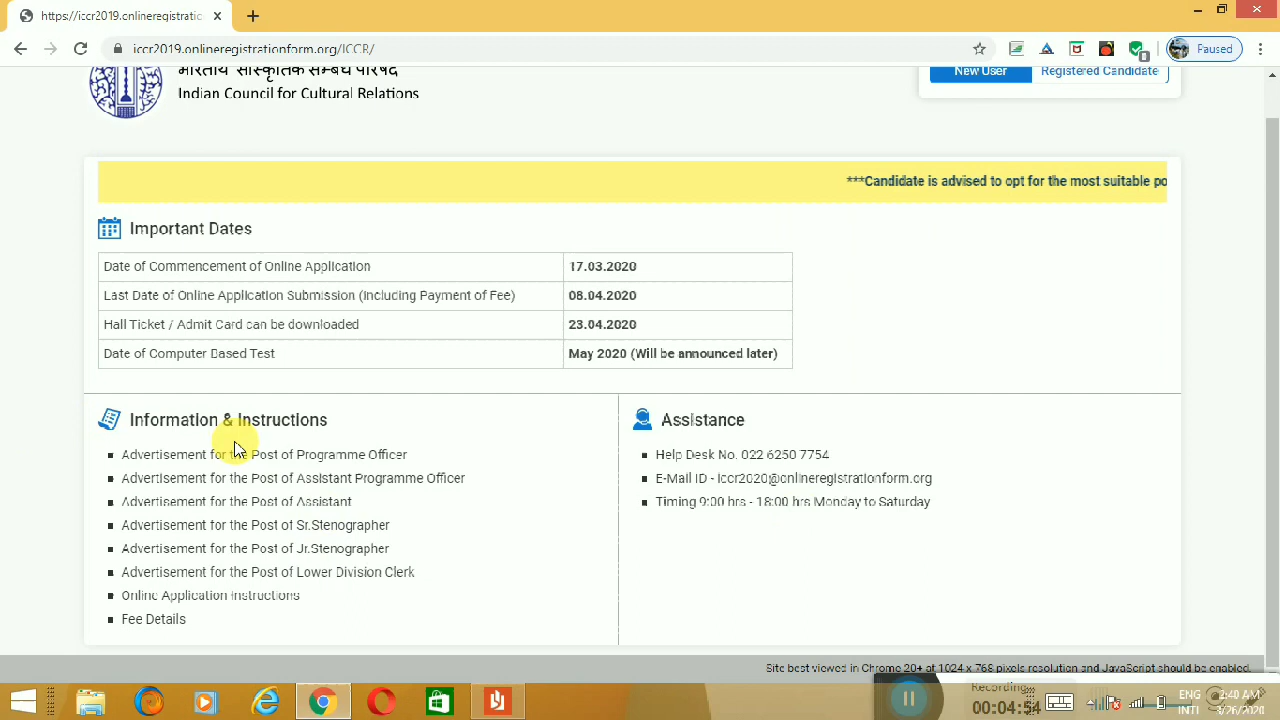 https://iccr2019.onlineregistratic
iccr2019.onlineregistrationform.org/ICCR/
Paused
भारतीय सांस्कृतिक सम्बंध परिषद
Indian Council for Cultural Relations
New User
Registered Candidate
***Candidate is advised to opt for the most suitable po
Important Dates
Date of Commencement of Online Application
17.03.2020
Last Date of Online Application Submission (Including Payment of Fee)
08.04.2020
Hall Ticket / Admit Card can be downloaded
23.04.2020
Date of Computer Based Test
May 2020 (Will be announced later)
Information & Instructions
Advertisement for the Post of Programme Officer
Advertisement for the Post of Assistant Programme Officer
Advertisement for the Post of Assistant
Advertisement for the Post of Sr.Stenographer
Advertisement for the Post of Jr.Stenographer
Advertisement for the Post of Lower Division Clerk
Online Application Instructions
Fee Details
Assistance
Help Desk No. 022 6250 7754
E-Mail ID - iccr2020@onlineregistrationform.org
Timing 9:00 hrs - 18:00 hrs Monday to Saturday
Site best viewed in Chrome 20+ at 1024 x 768 pixels resolution and JavaScript should be enabled.
Recording
00:04:54
ENG
INTL
2:40 AM
3/26/2020